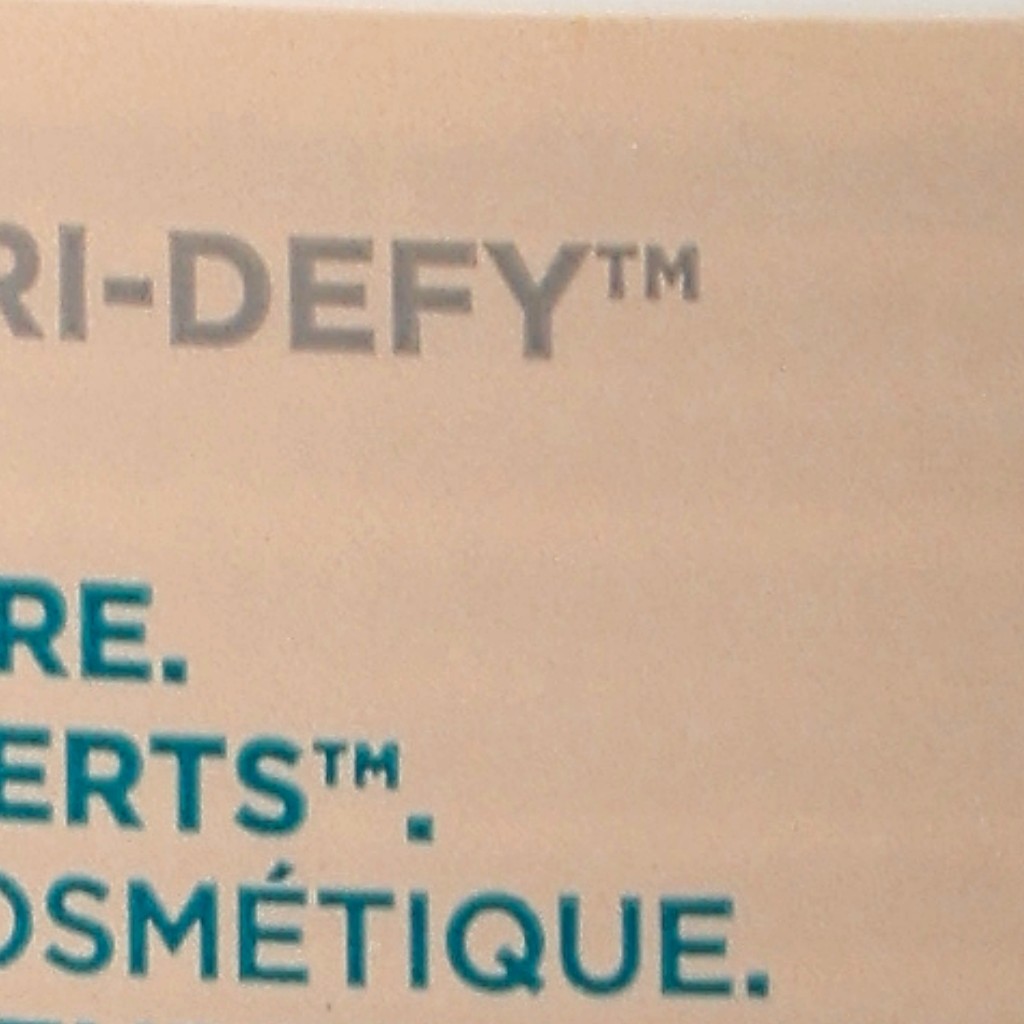 RI-DEFY™
RE.
ERTS™.
OSMÉTIQUE.